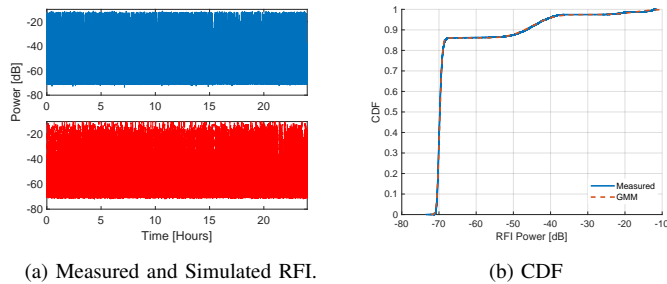 -20
-40
-60
-80
0 5 10 15 20
Power [dB]
-20
-40
-60
-80
0 5 10 15 20
Time [Hours]
(a) Measured and Simulated RFI.
1
0.9
0.8
0.7
0.6
0.5
0.4
0.3
0.2
0.1
0
CDF
Measured
GMM
-80 -70 -60 -50 -40 -30 -20 -10
RFI Power [dB]
(b) CDF